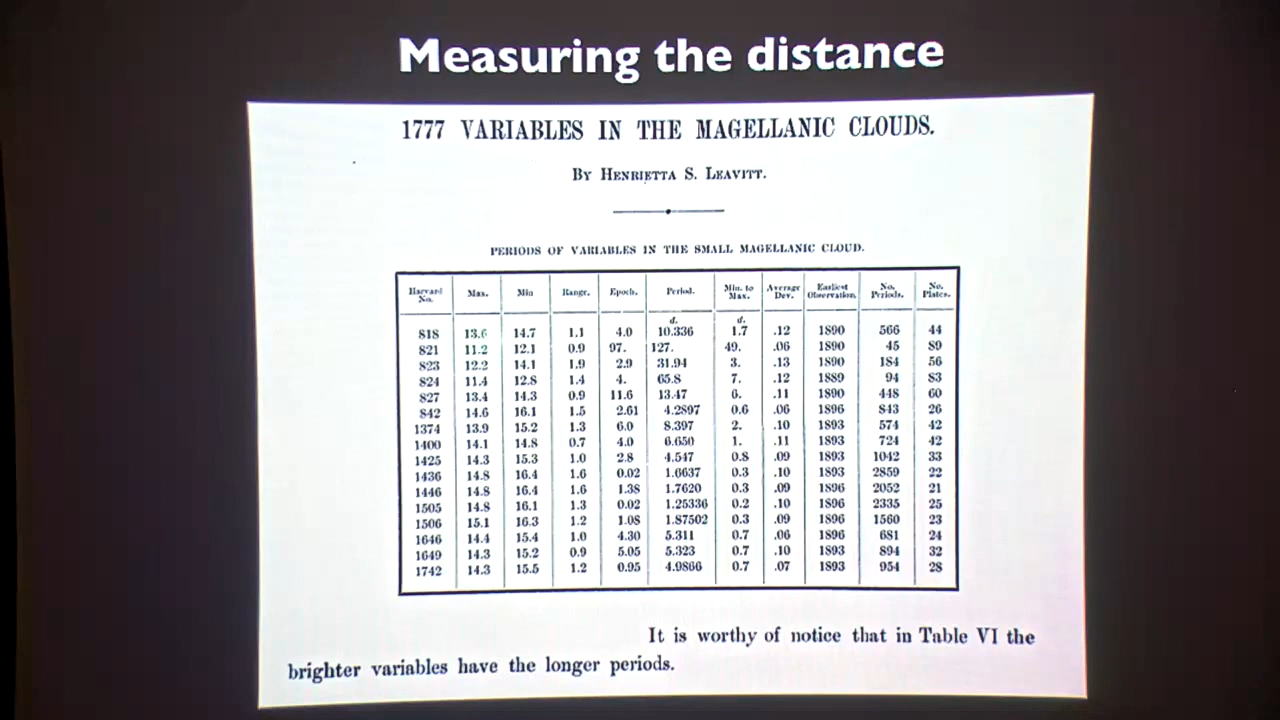 Measuring the distance
1777 VARIABLES IN THE MAGELLANIC CLOUDS.
BY HENRIETTA S. LEAVITT.
PERIODS OF VARIABLES IN THE SMALL MAGELLANIC CLOUD.
Harvard No. Max. Min Range. Epoch. Period. Min. to Max. Average Dev. Earliest Observation. No. Periods. No. Plates.
d. d.
818 13.6 14.7 1.1 4.0 10.336 1.7 .12 1890 566 44
821 11.2 12.1 0.9 97. 127. 49. .06 1890 45 89
823 12.2 14.1 1.9 2.9 31.94 3. .13 1890 184 56
824 11.4 12.8 1.4 4. 65.8 7. .12 1889 94 83
827 13.4 14.3 0.9 11.6 13.47 6. .11 1890 448 60
842 14.6 16.1 1.5 2.61 4.2897 0.6 .06 1896 843 26
1374 13.9 15.2 1.3 6.0 8.397 2. .10 1893 574 42
1400 14.1 14.8 0.7 4.0 6.650 1. .11 1893 724 42
1425 14.3 15.3 1.0 2.8 4.547 0.8 .09 1893 1042 33
1436 14.8 16.4 1.6 0.02 1.6637 0.3 .10 1893 2859 22
1446 14.8 16.4 1.6 1.38 1.7620 0.3 .09 1896 2052 21
1505 14.8 16.1 1.3 0.02 1.25336 0.2 .10 1896 2335 25
1506 15.1 16.3 1.2 1.08 1.87502 0.3 .09 1896 1560 23
1646 14.4 15.4 1.0 4.30 5.311 0.7 .06 1896 681 24
1649 14.3 15.2 0.9 5.05 5.323 0.7 .10 1893 894 32
1742 14.3 15.5 1.2 0.95 4.9866 0.7 .07 1893 954 28
It is worthy of notice that in Table VI the
brighter variables have the longer periods.